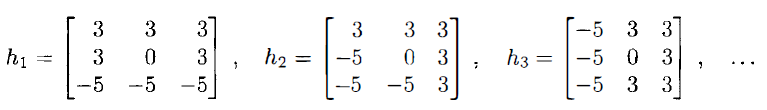 h₁ = [ 3 3 3 ; 3 0 3 ; −5 −5 −5 ] , h₂ = [ 3 3 3 ; −5 0 3 ; −5 −5 3 ] , h₃ = [ −5 3 3 ; −5 0 3 ; −5 3 3 ] , ...